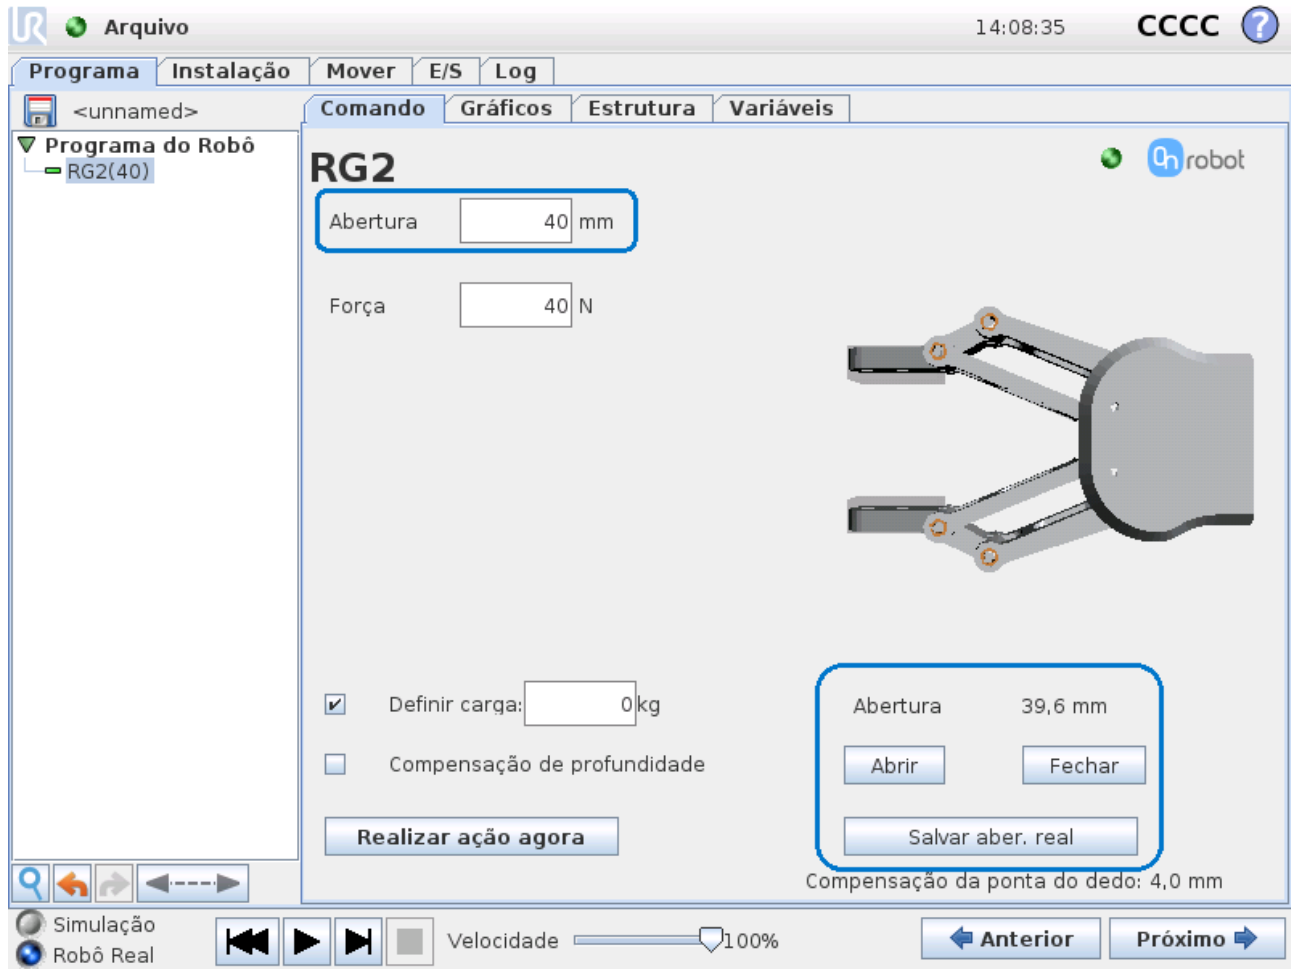 UR Arquivo 14:08:35 CCCC ?
Programa Instalação Mover E/S Log
<unnamed> Comando Gráficos Estrutura Variáveis
Programa do Robô
RG2(40)
RG2
On robot
Abertura 40 mm
Força 40 N
Definir carga: 0 kg
Abertura 39,6 mm
Compensação de profundidade
Abrir Fechar
Realizar ação agora
Salvar aber. real
Compensação da ponta do dedo: 4,0 mm
Simulação
Robô Real
Velocidade 100%
Anterior Próximo